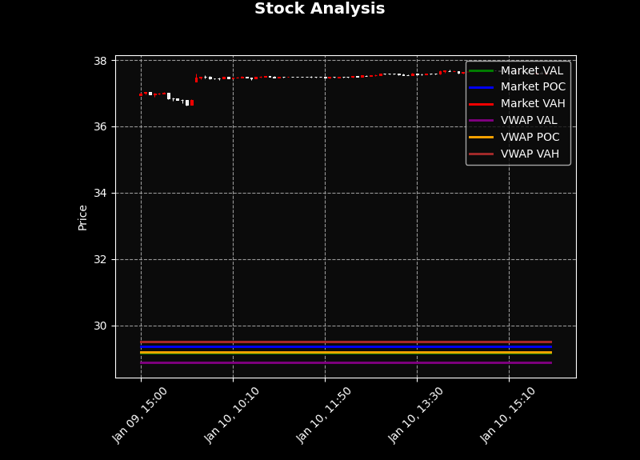 Stock Analysis
38
36
34
32
30
Price
Market VAL
Market POC
Market VAH
VWAP VAL
VWAP POC
VWAP VAH
Jan 09, 15:00
Jan 10, 10:10
Jan 10, 11:50
Jan 10, 13:30
Jan 10, 15:10